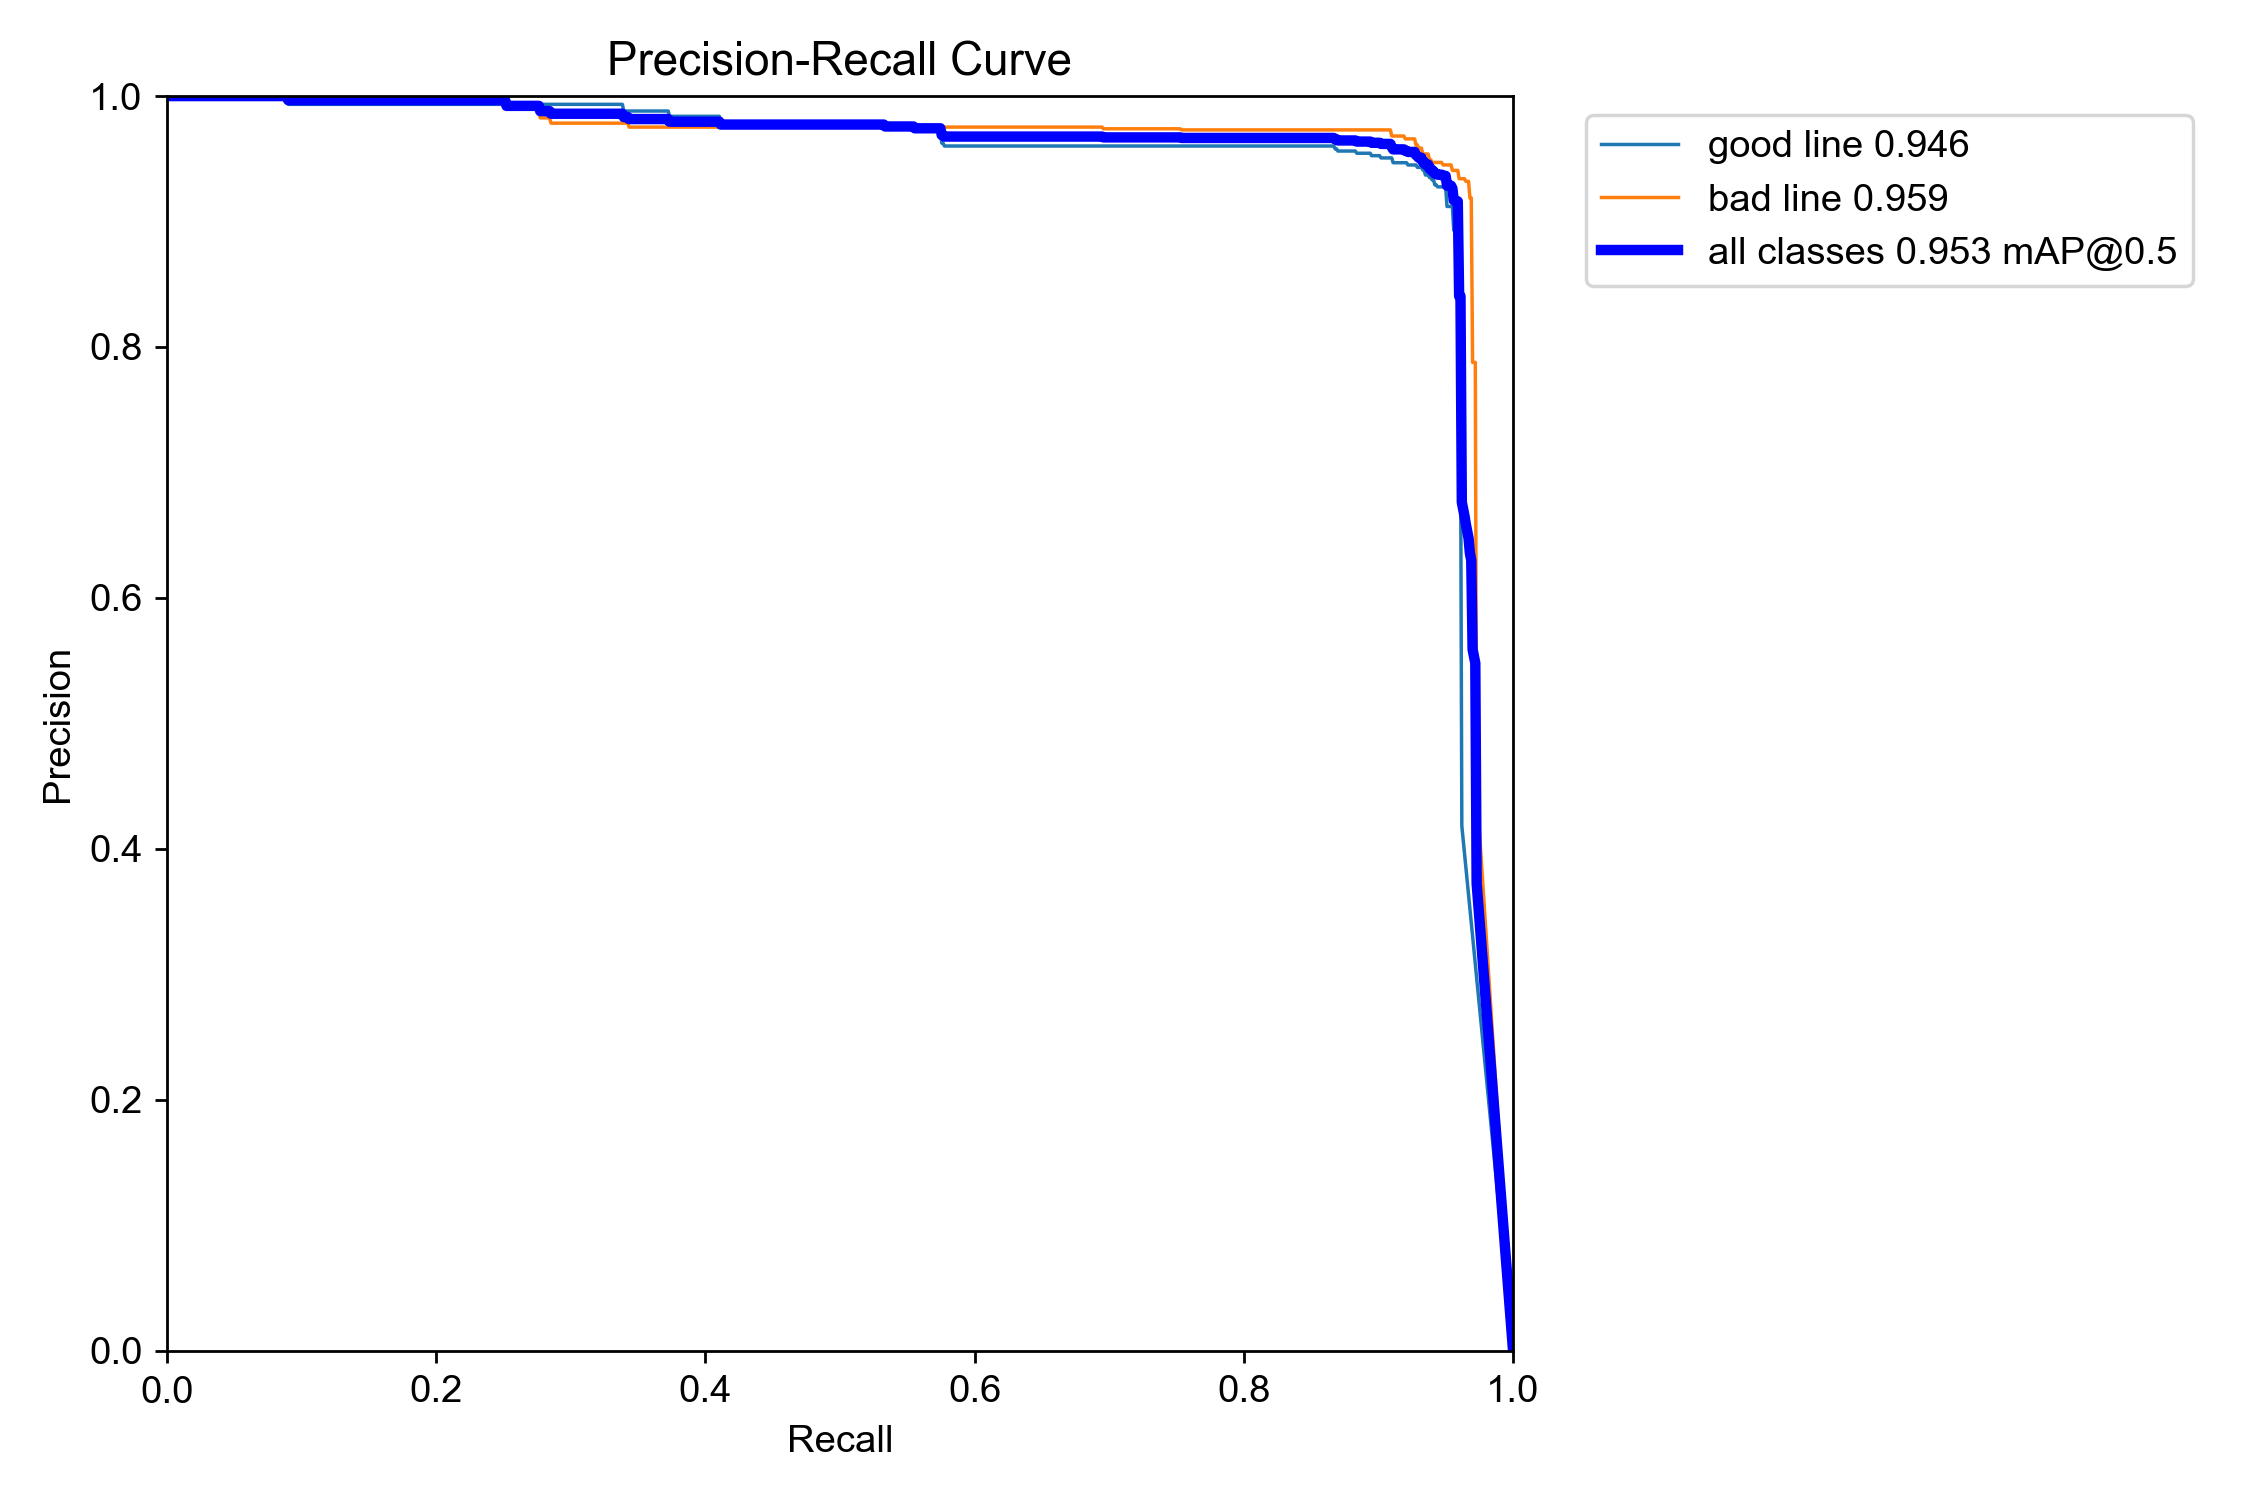 Precision-Recall Curve
1.0
0.8
0.6
0.4
0.2
0.0
Precision
0.0 0.2 0.4 0.6 0.8 1.0
Recall
good line 0.946
bad line 0.959
all classes 0.953 mAP@0.5